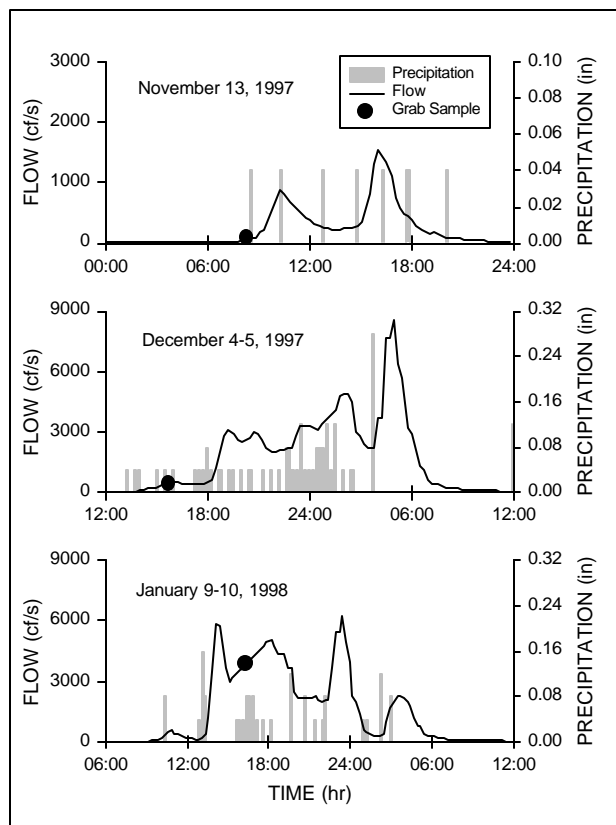 November 13, 1997
Precipitation
Flow
Grab Sample
FLOW (cf/s)
3000
2000
1000
0
PRECIPITATION (in)
0.10
0.08
0.06
0.04
0.02
0.00
00:00 06:00 12:00 18:00 24:00
December 4-5, 1997
FLOW (cf/s)
9000
6000
3000
0
PRECIPITATION (in)
0.32
0.24
0.16
0.08
0.00
12:00 18:00 24:00 06:00 12:00
January 9-10, 1998
FLOW (cf/s)
9000
6000
3000
0
PRECIPITATION (in)
0.32
0.24
0.16
0.08
0.00
06:00 12:00 18:00 24:00 06:00 12:00
TIME (hr)